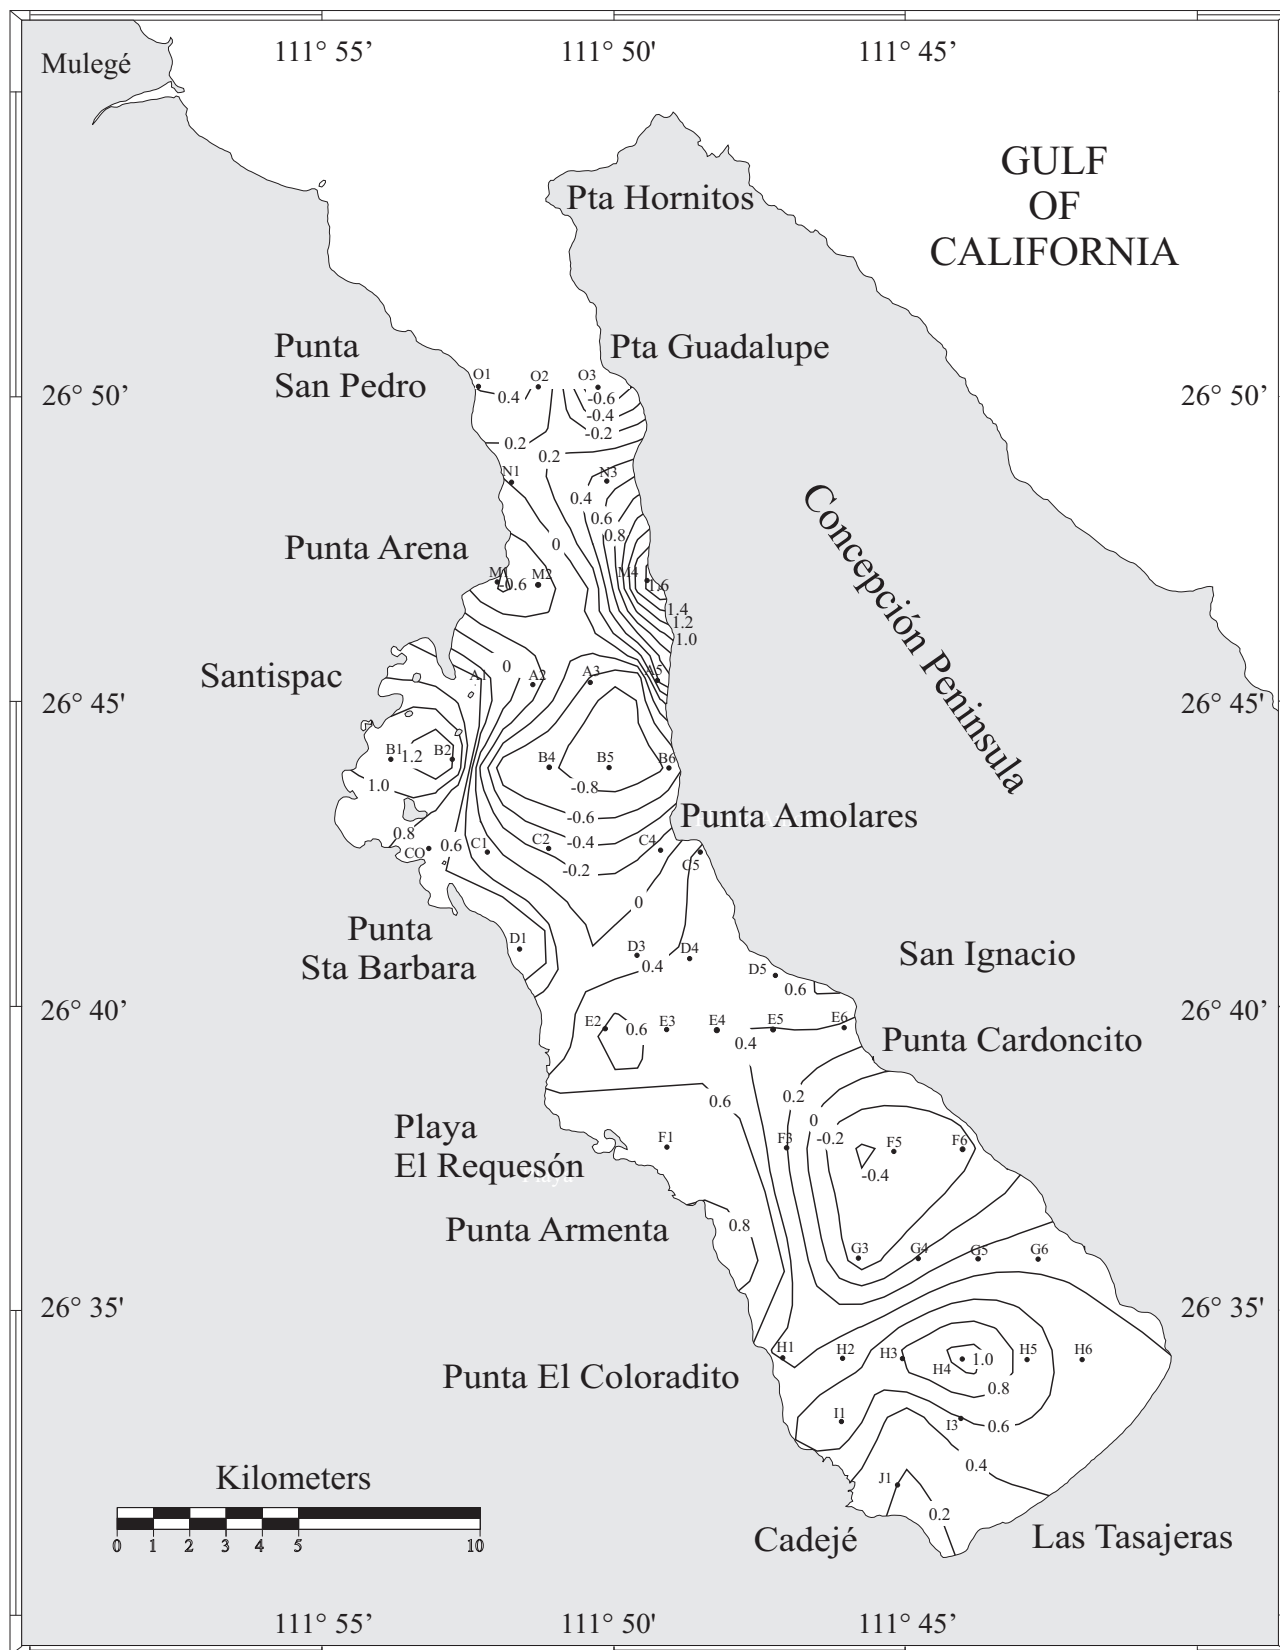 111° 55’
111° 50'
111° 45’
Mulegé
GULF
OF
CALIFORNIA
Pta Hornitos
Punta
San Pedro
Pta Guadalupe
26° 50’
26° 50'
O1
O2
O3
0.4
-0.6
-0.4
-0.2
0.2
0.2
N1
N3
0.4
0.6
0.8
0
Concepción Peninsula
Punta Arena
M1
-0.6
M2
M4
1.6
1.4
1.2
1.0
Santispac
0
A1
A2
A3
A5
26° 45'
26° 45'
B1
1.2
B2
B4
B5
B6
1.0
-0.8
-0.6
Punta Amolares
0.8
CO
0.6
C1
C2
-0.4
C4
C5
-0.2
0
Punta
Sta Barbara
D1
D3
D4
0.4
D5
0.6
San Ignacio
26° 40’
26° 40’
E2
0.6
E3
E4
E5
E6
0.4
Punta Cardoncito
0.6
0.2
0
-0.2
Playa
El Requesón
F1
F3
F5
F6
-0.4
Punta Armenta
0.8
G3
G4
G5
G6
26° 35'
26° 35'
H1
H2
H3
H4
1.0
H5
H6
Punta El Coloradito
0.8
I1
I3
0.6
0.4
J1
0.2
Kilometers
0 1 2 3 4 5 10
Cadejé
Las Tasajeras
111° 55’
111° 50'
111° 45’